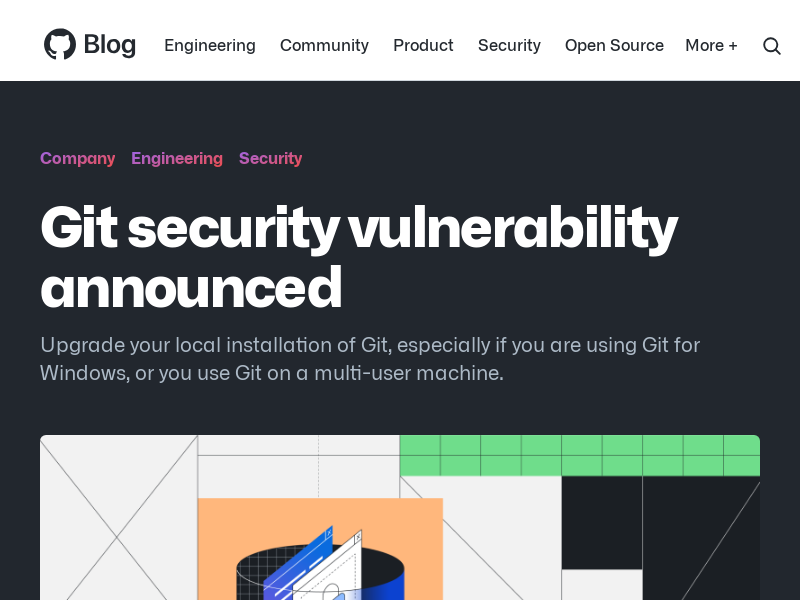 Blog Engineering Community Product Security Open Source More +
Company Engineering Security
Git security vulnerability
announced
Upgrade your local installation of Git, especially if you are using Git for
Windows, or you use Git on a multi-user machine.